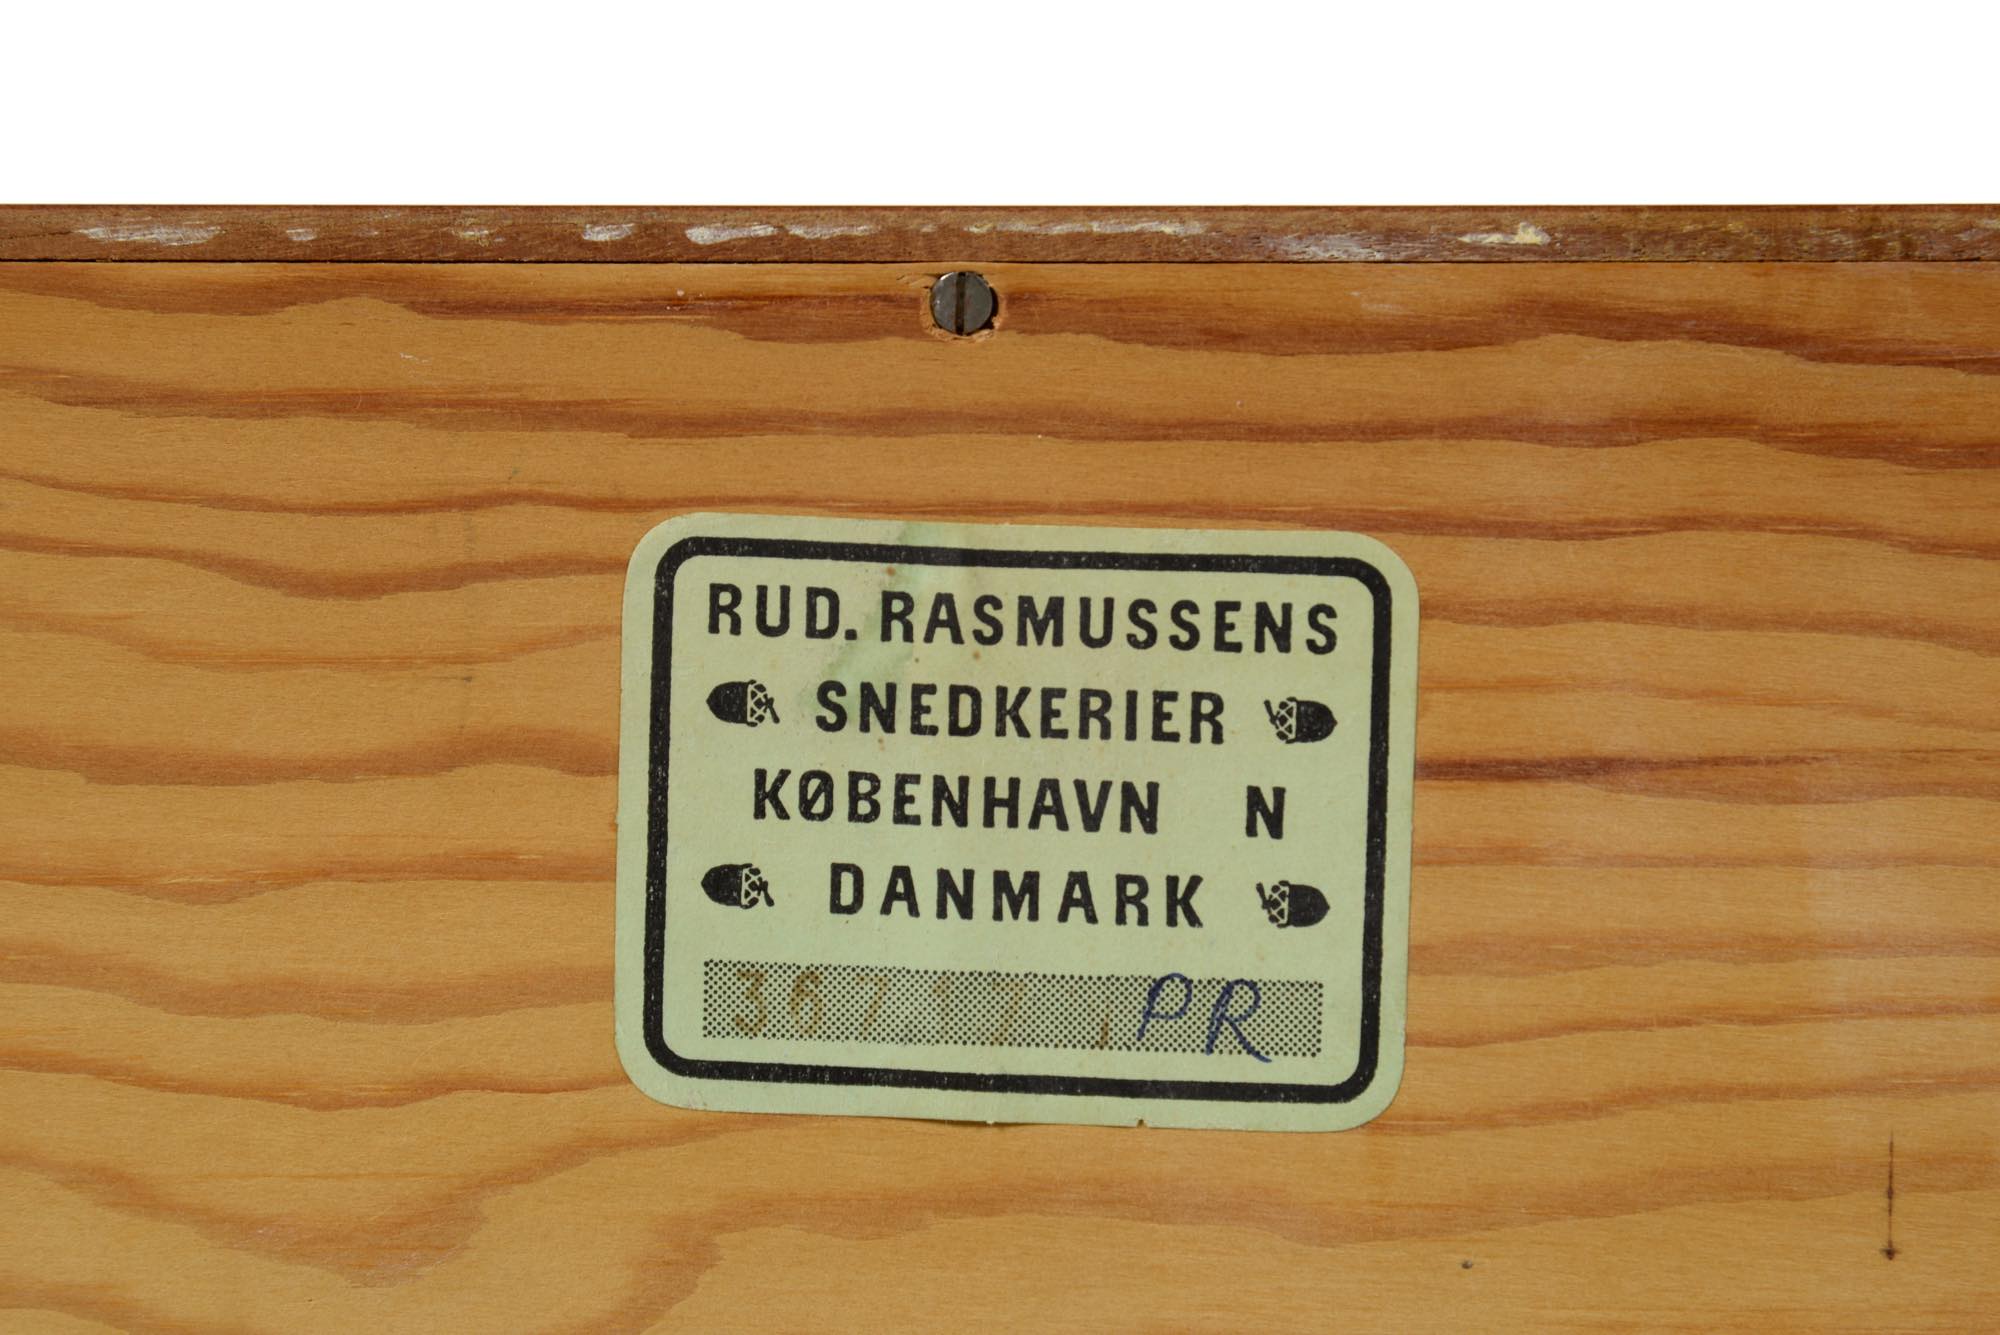 RUD. RASMUSSENS
SNEDKERIER
KØBENHAVN N
DANMARK
PR